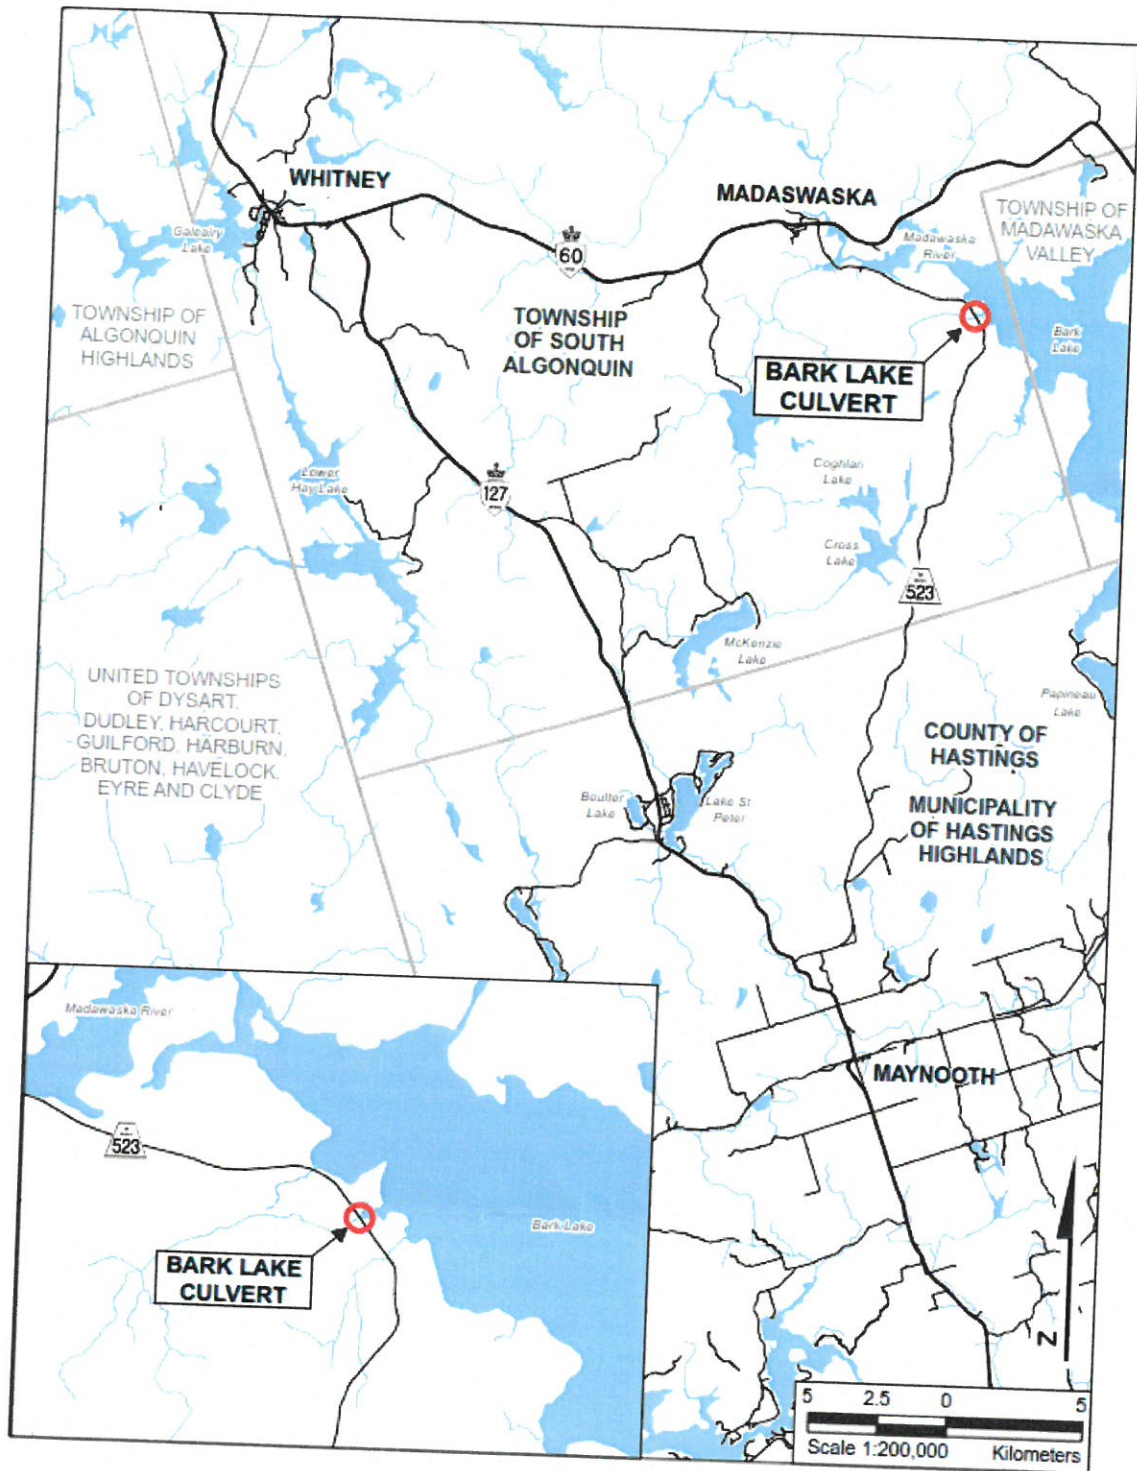 WHITNEY
MADASWASKA
Galeairy
Lake
60
Madawaska
River
TOWNSHIP OF
MADAWASKA
VALLEY
TOWNSHIP OF
ALGONQUIN
HIGHLANDS
TOWNSHIP
OF SOUTH
ALGONQUIN
Bark
Lake
BARK LAKE
CULVERT
Lower
Hay Lake
127
Coghlan
Lake
Cross
Lake
523
McKenzie
Lake
UNITED TOWNSHIPS
OF DYSART,
DUDLEY, HARCOURT,
GUILFORD, HARBURN,
BRUTON, HAVELOCK,
EYRE AND CLYDE
Papineau
Lake
COUNTY OF
HASTINGS
MUNICIPALITY
OF HASTINGS
HIGHLANDS
Boulter
Lake
Lake St.
Peter
MAYNOOTH
Madawaska River
523
Bark Lake
BARK LAKE
CULVERT
N
5 2.5 0 5
Scale 1:200,000 Kilometers